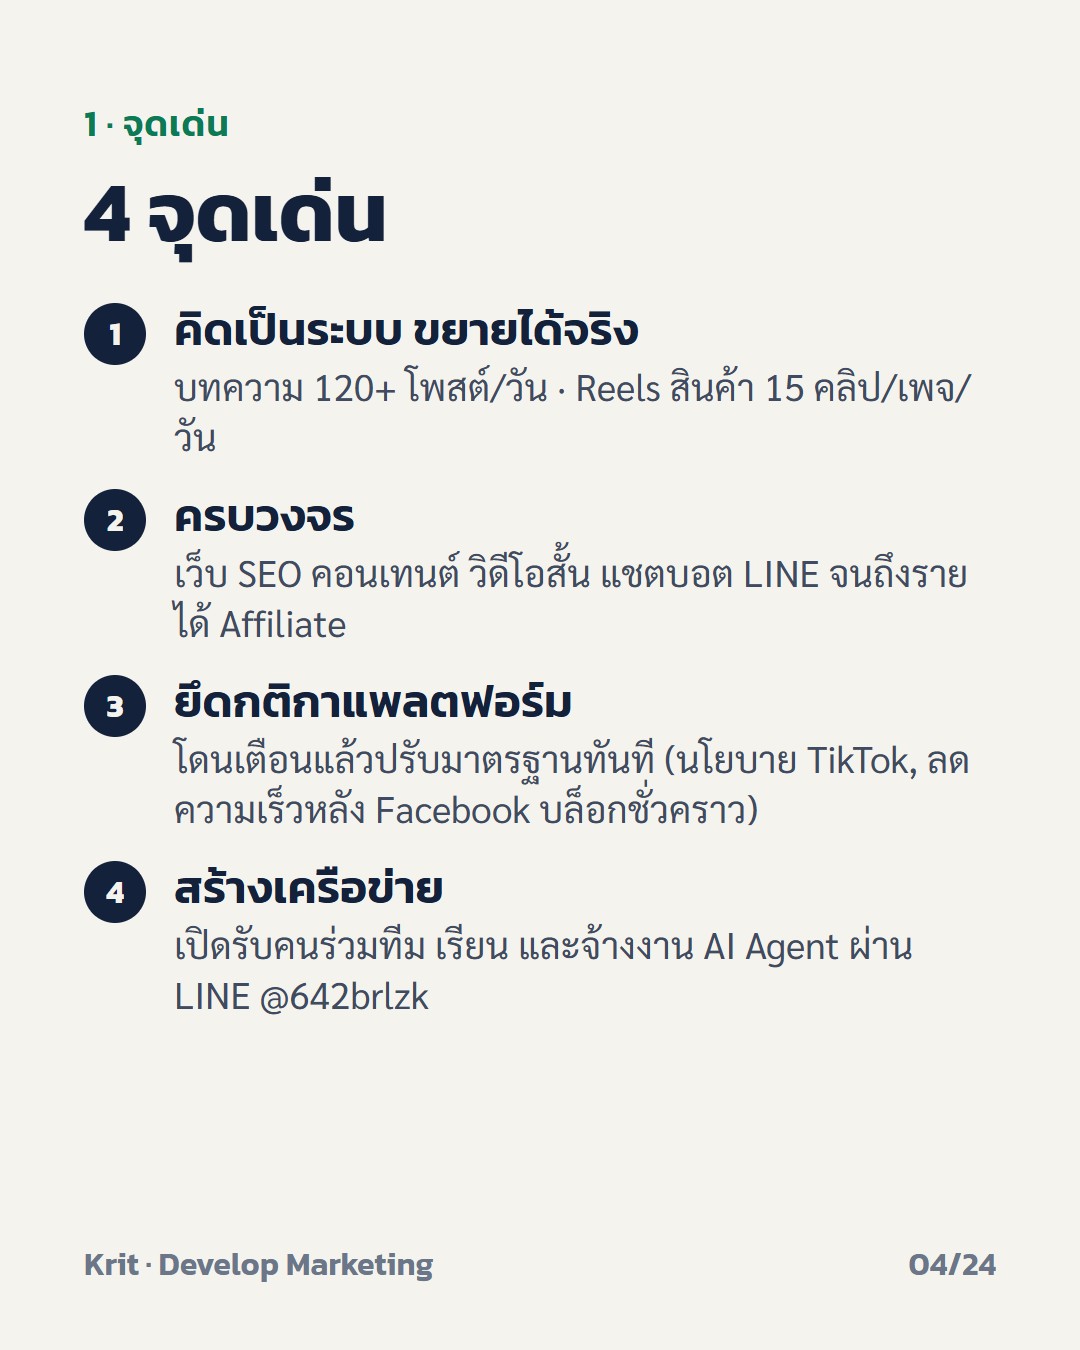 1 · จุดเด่น
4 จุดเด่น
1 คิดเป็นระบบ ขยายได้จริง
บทความ 120+ โพสต์/วัน · Reels สินค้า 15 คลิป/เพจ/
วัน
2 ครบวงจร
เว็บ SEO คอนเทนต์ วิดีโอสั้น แชตบอต LINE จนถึงราย
ได้ Affiliate
3 ยึดกติกาแพลตฟอร์ม
โดนเตือนแล้วปรับมาตรฐานทันที (นโยบาย TikTok, ลด
ความเร็วหลัง Facebook บล็อกชั่วคราว)
4 สร้างเครือข่าย
เปิดรับคนร่วมทีม เรียน และจ้างงาน AI Agent ผ่าน
LINE @642brlzk
Krit · Develop Marketing 04/24